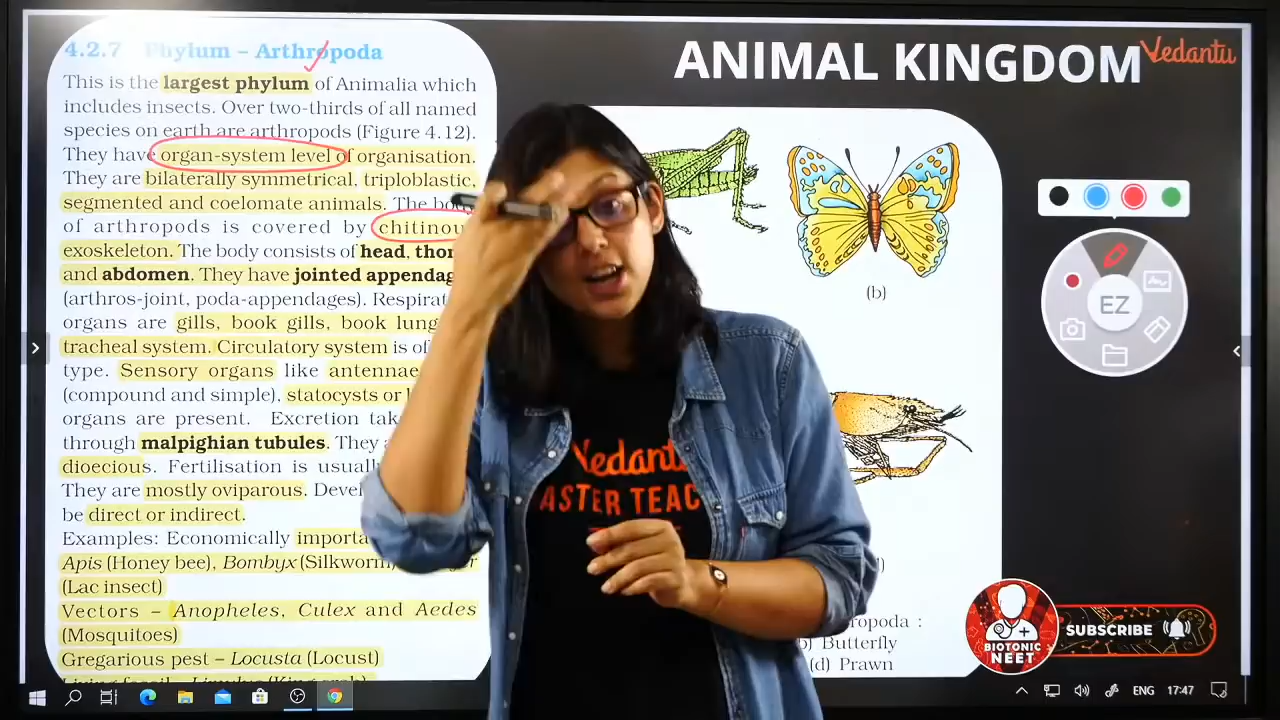 4.2.7 Phylum – Arthropoda
This is the largest phylum of Animalia which
includes insects. Over two-thirds of all named
species on earth are arthropods (Figure 4.12).
They have organ-system level of organisation.
They are bilaterally symmetrical, triploblastic,
segmented and coelomate animals. The body
of arthropods is covered by chitinou
exoskeleton. The body consists of head, thor
and abdomen. They have jointed appendag
(arthros-joint, poda-appendages). Respirat
organs are gills, book gills, book lung
tracheal system. Circulatory system is o
type. Sensory organs like antennae
(compound and simple), statocysts or
organs are present. Excretion tak
through malpighian tubules. They a
dioecious. Fertilisation is usuall
They are mostly oviparous. Deve
be direct or indirect.
Examples: Economically importa
Apis (Honey bee), Bombyx (Silkworm
(Lac insect)
Vectors – Anopheles, Culex and Aedes
(Mosquitoes)
Gregarious pest – Locusta (Locust)
Living fossil – Limulus (King crab)
ANIMAL KINGDOM
Vedantu
(b)
EZ
Vedantu
ASTER TEAC
ropoda :
b) Butterfly
(d) Prawn
BIOTONIC
NEET
SUBSCRIBE
ENG 17:47